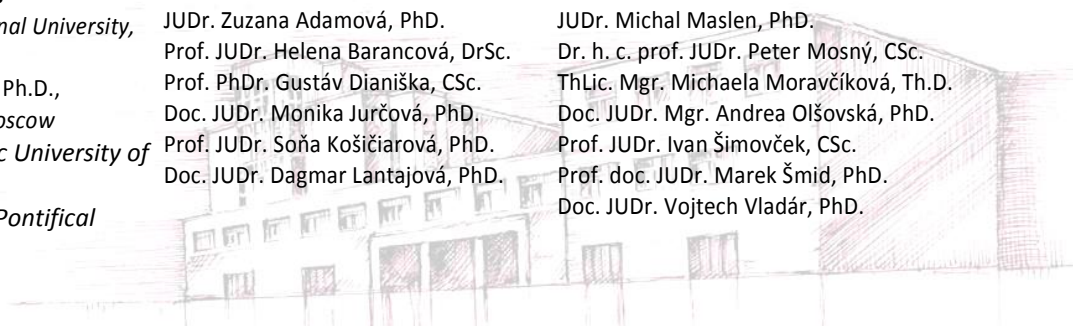 nal University,
Ph.D.,
oscow
c University of
Pontifical
JUDr. Zuzana Adamová, PhD.
Prof. JUDr. Helena Barancová, DrSc.
Prof. PhDr. Gustáv Dianiška, CSc.
Doc. JUDr. Monika Jurčová, PhD.
Prof. JUDr. Soňa Košičiarová, PhD.
Doc. JUDr. Dagmar Lantajová, PhD.
JUDr. Michal Maslen, PhD.
Dr. h. c. prof. JUDr. Peter Mosný, CSc.
ThLic. Mgr. Michaela Moravčíková, Th.D.
Doc. JUDr. Mgr. Andrea Olšovská, PhD.
Prof. JUDr. Ivan Šimovček, CSc.
Prof. doc. JUDr. Marek Šmid, PhD.
Doc. JUDr. Vojtech Vladár, PhD.